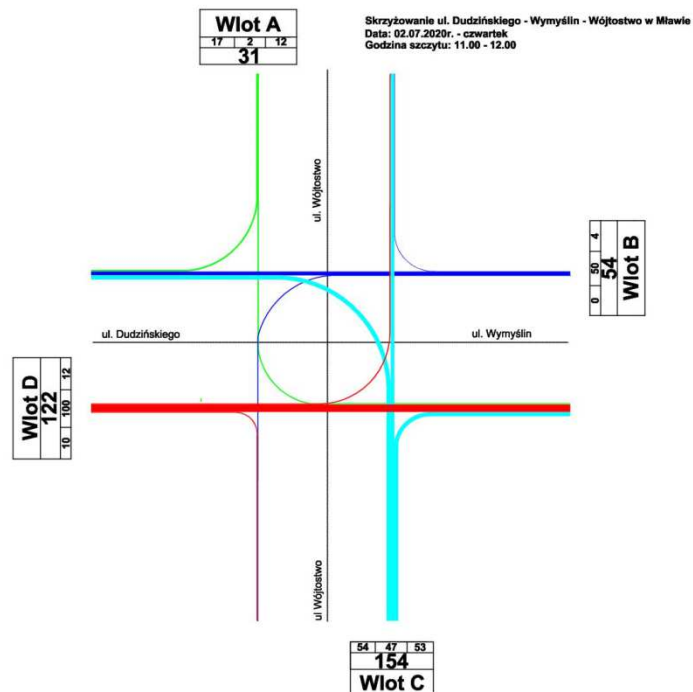 Wlot A
17 2 12
31
Skrzyżowanie ul. Dudzińskiego - Wymyślin - Wójtostwo w Mławie
Data: 02.07.2020r. - czwartek
Godzina szczytu: 11.00 - 12.00
ul. Wójtostwo
0 50 4
54
Wlot B
ul. Dudzińskiego
ul. Wymyślin
Wlot D
122
10 100 12
ul Wójtostwo
54 47 53
154
Wlot C